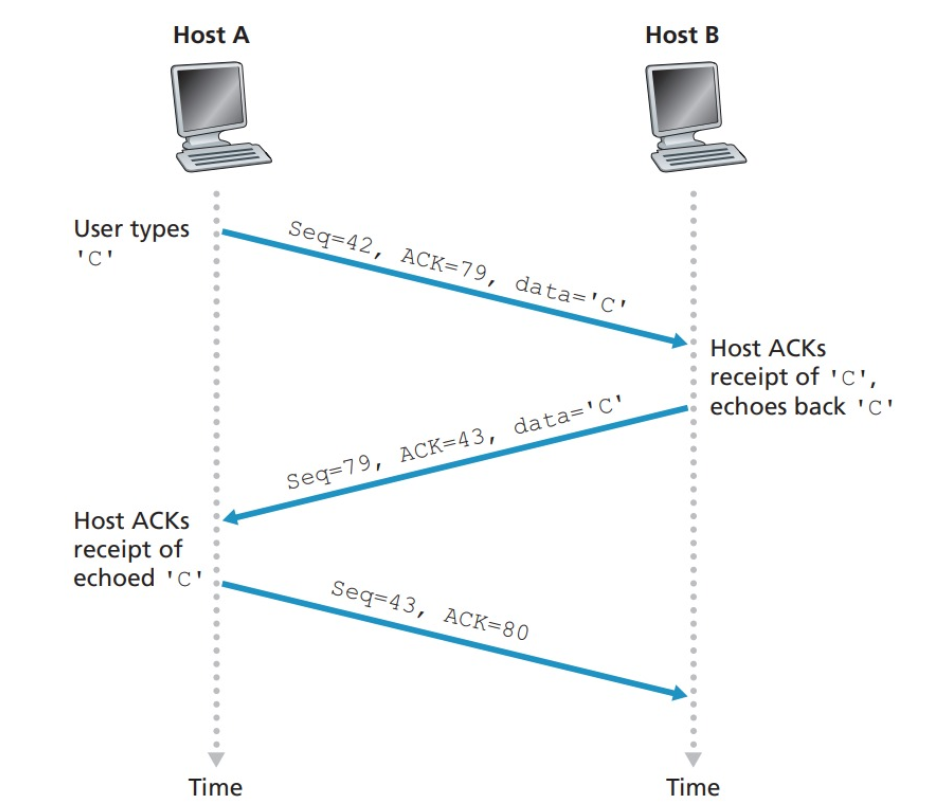 Host A
Host B
User types
'C'
Seq=42, ACK=79, data='C'
Host ACKs
receipt of 'C',
echoes back 'C'
Seq=79, ACK=43, data='C'
Host ACKs
receipt of
echoed 'C'
Seq=43, ACK=80
Time
Time